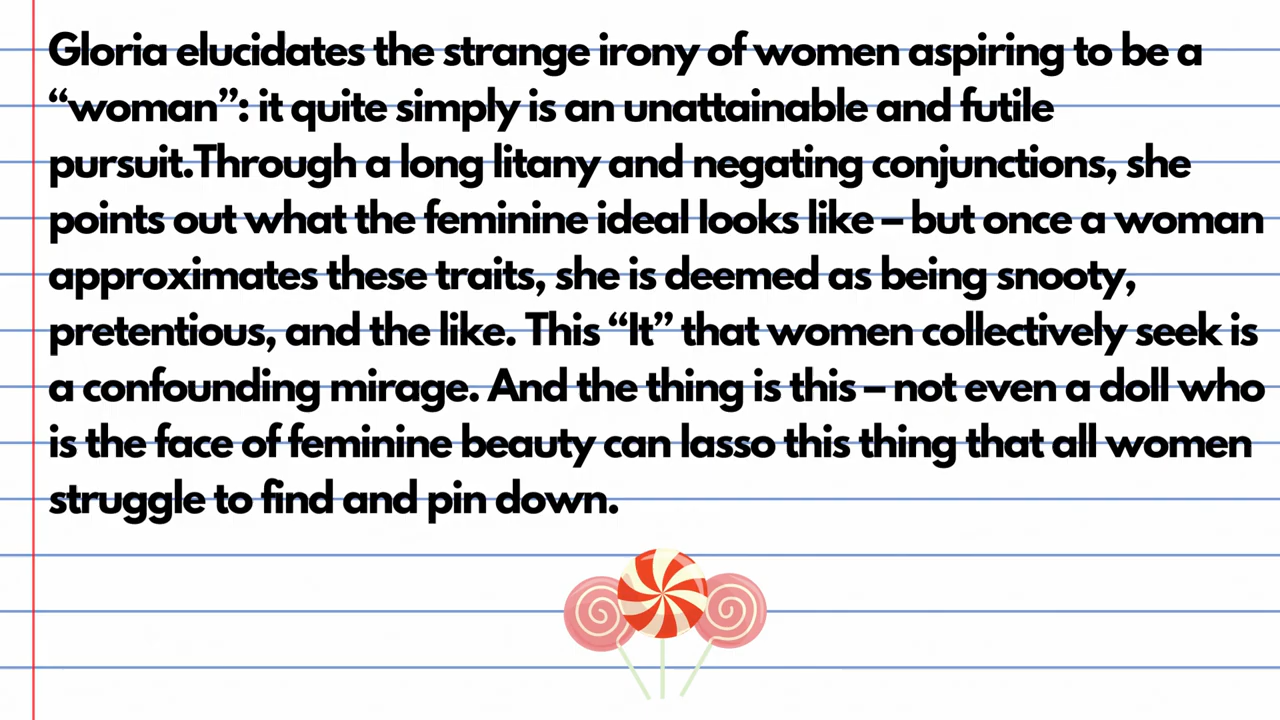 Gloria elucidates the strange irony of women aspiring to be a
“woman”: it quite simply is an unattainable and futile
pursuit.Through a long litany and negating conjunctions, she
points out what the feminine ideal looks like – but once a woman
approximates these traits, she is deemed as being snooty,
pretentious, and the like. This “It” that women collectively seek is
a confounding mirage. And the thing is this – not even a doll who
is the face of feminine beauty can lasso this thing that all women
struggle to find and pin down.